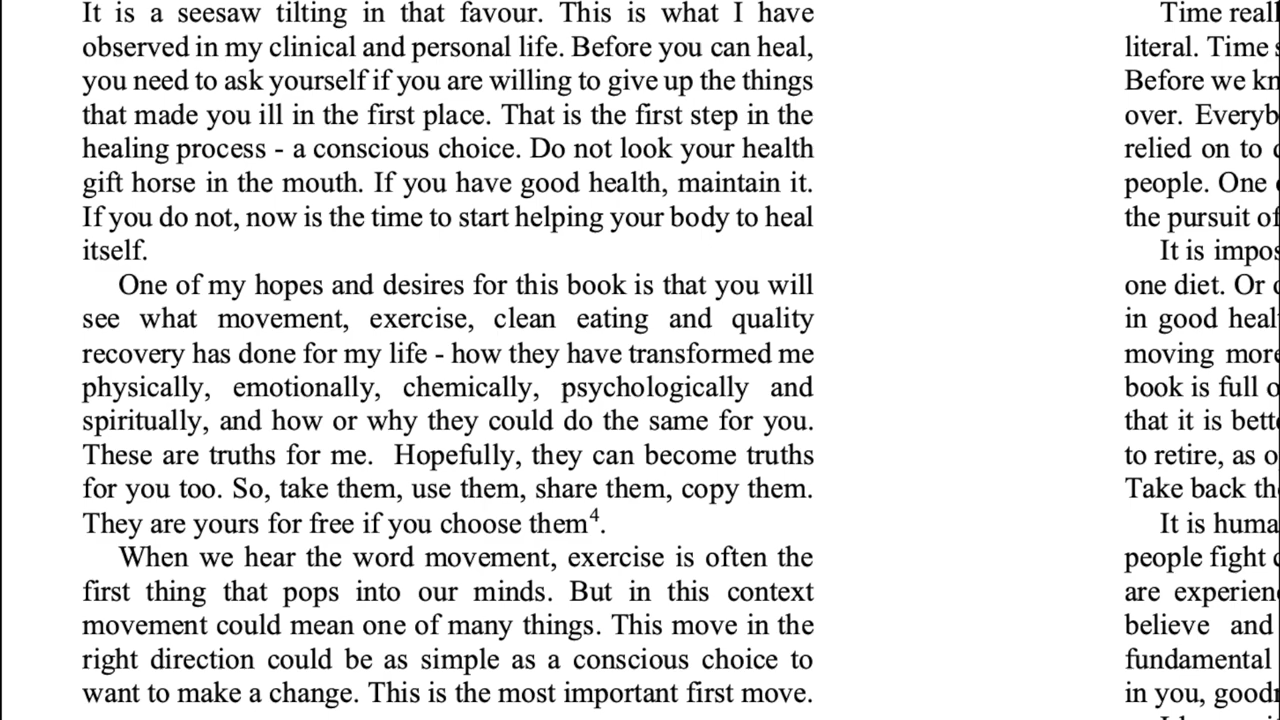 It is a seesaw tilting in that favour. This is what I have
observed in my clinical and personal life. Before you can heal,
you need to ask yourself if you are willing to give up the things
that made you ill in the first place. That is the first step in the
healing process - a conscious choice. Do not look your health
gift horse in the mouth. If you have good health, maintain it.
If you do not, now is the time to start helping your body to heal
itself.
One of my hopes and desires for this book is that you will
see what movement, exercise, clean eating and quality
recovery has done for my life - how they have transformed me
physically, emotionally, chemically, psychologically and
spiritually, and how or why they could do the same for you.
These are truths for me. Hopefully, they can become truths
for you too. So, take them, use them, share them, copy them.
They are yours for free if you choose them⁴.
When we hear the word movement, exercise is often the
first thing that pops into our minds. But in this context
movement could mean one of many things. This move in the
right direction could be as simple as a conscious choice to
want to make a change. This is the most important first move.
Time
literal. Time
Before we
over.
relied on to
people. One
the pursuit of
It is
one diet. Or
in good
moving more
book is full
that it is
to retire, as
Take back
It is
people fight
are
believe and
fundamental
in you,